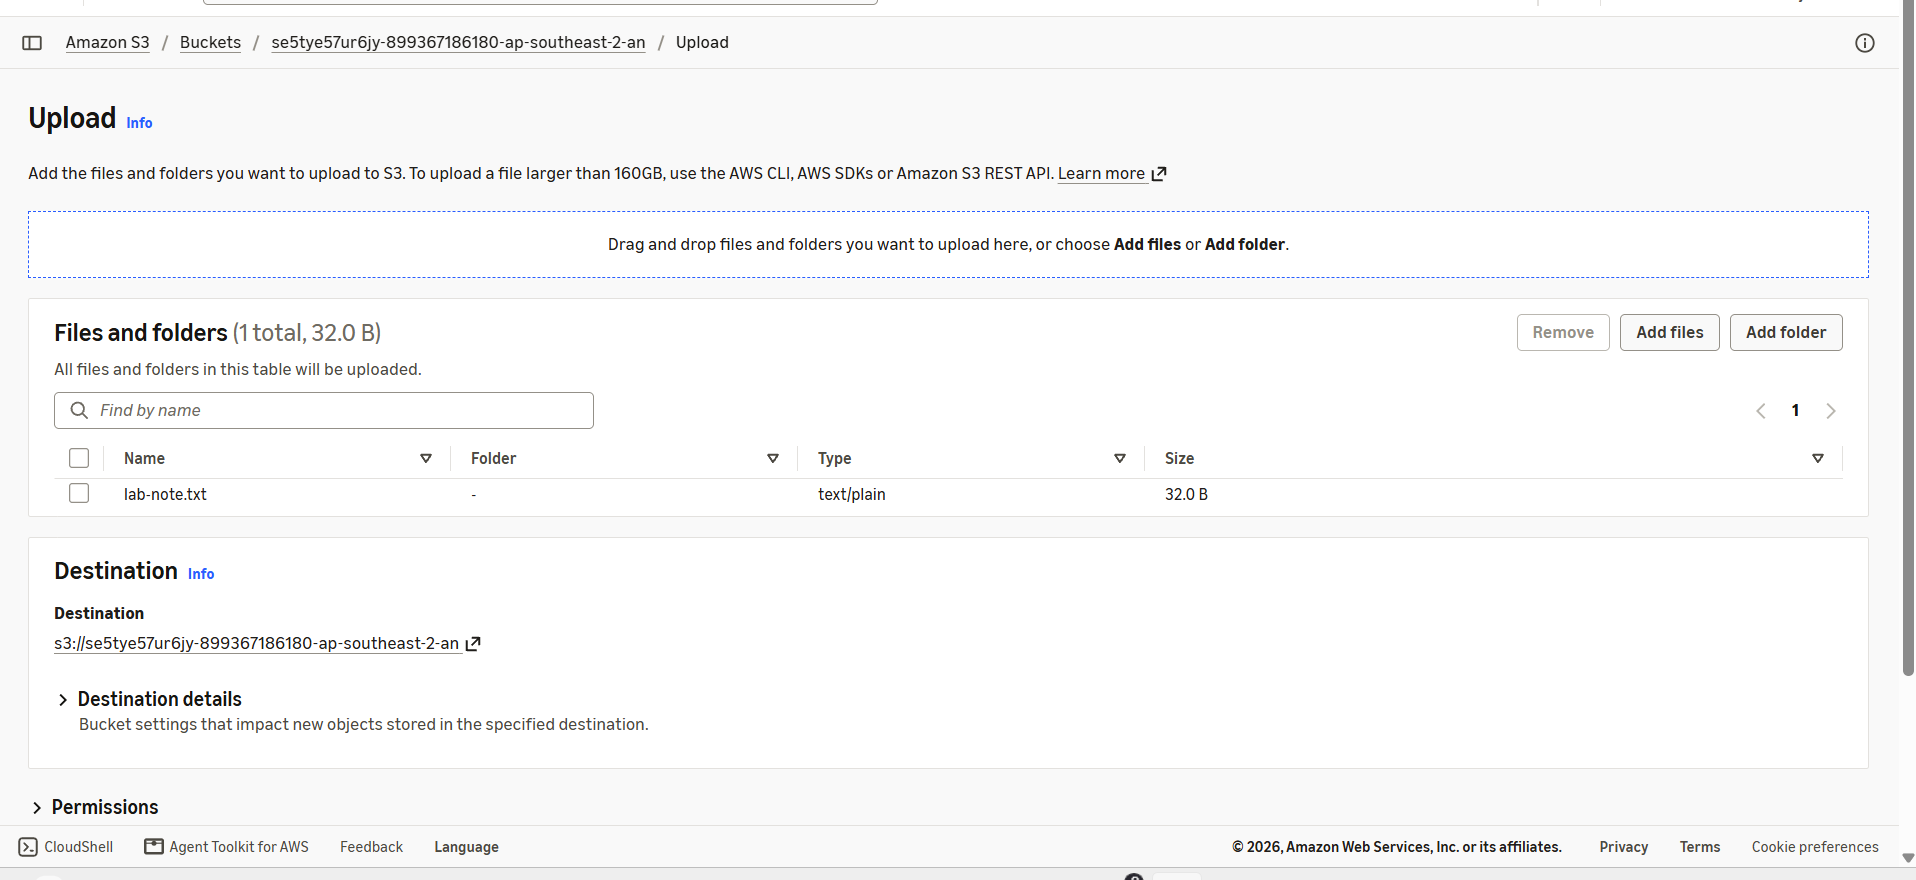 Amazon S3 / Buckets / se5tye57ur6jy-899367186180-ap-southeast-2-an / Upload
Upload Info
Add the files and folders you want to upload to S3. To upload a file larger than 160GB, use the AWS CLI, AWS SDKs or Amazon S3 REST API. Learn more
Drag and drop files and folders you want to upload here, or choose Add files or Add folder.
Files and folders (1 total, 32.0 B)
Remove Add files Add folder
All files and folders in this table will be uploaded.
Find by name
1
Name Folder Type Size
lab-note.txt - text/plain 32.0 B
Destination Info
Destination
s3://se5tye57ur6jy-899367186180-ap-southeast-2-an
Destination details
Bucket settings that impact new objects stored in the specified destination.
Permissions
CloudShell Agent Toolkit for AWS Feedback Language © 2026, Amazon Web Services, Inc. or its affiliates. Privacy Terms Cookie preferences